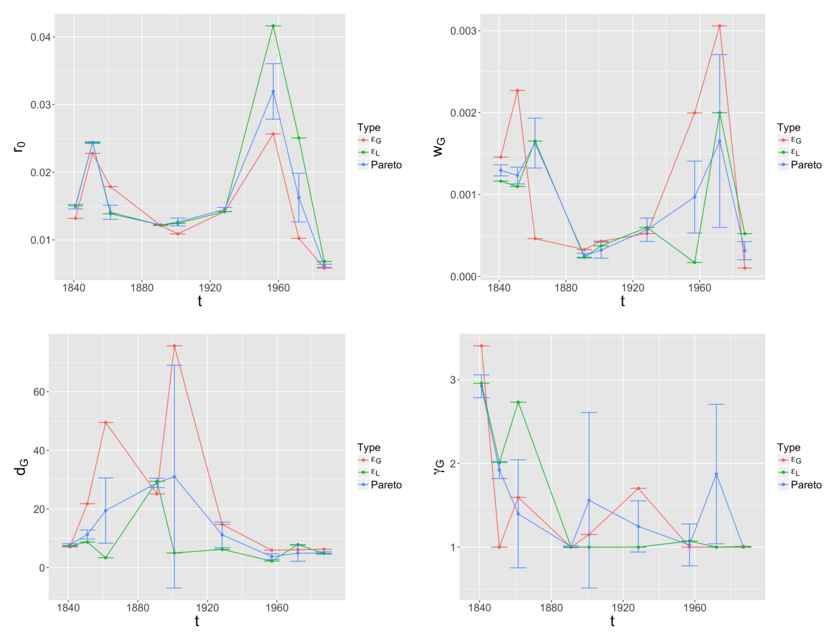 0.04
0.03
0.02
0.01
r₀
1840 1880 1920 1960
t
Type
εG
εL
Pareto
0.003
0.002
0.001
0.000
wG
1840 1880 1920 1960
t
Type
εG
εL
Pareto
60
40
20
0
dG
1840 1880 1920 1960
t
Type
εG
εL
Pareto
3
2
1
γG
1840 1880 1920 1960
t
Type
εG
εL
Pareto